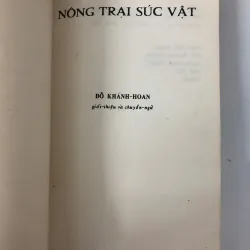 NÔNG TRẠI SÚC VẬT
ĐỖ KHÁNH-HOAN
giới-thiệu và chuyển-ngữ